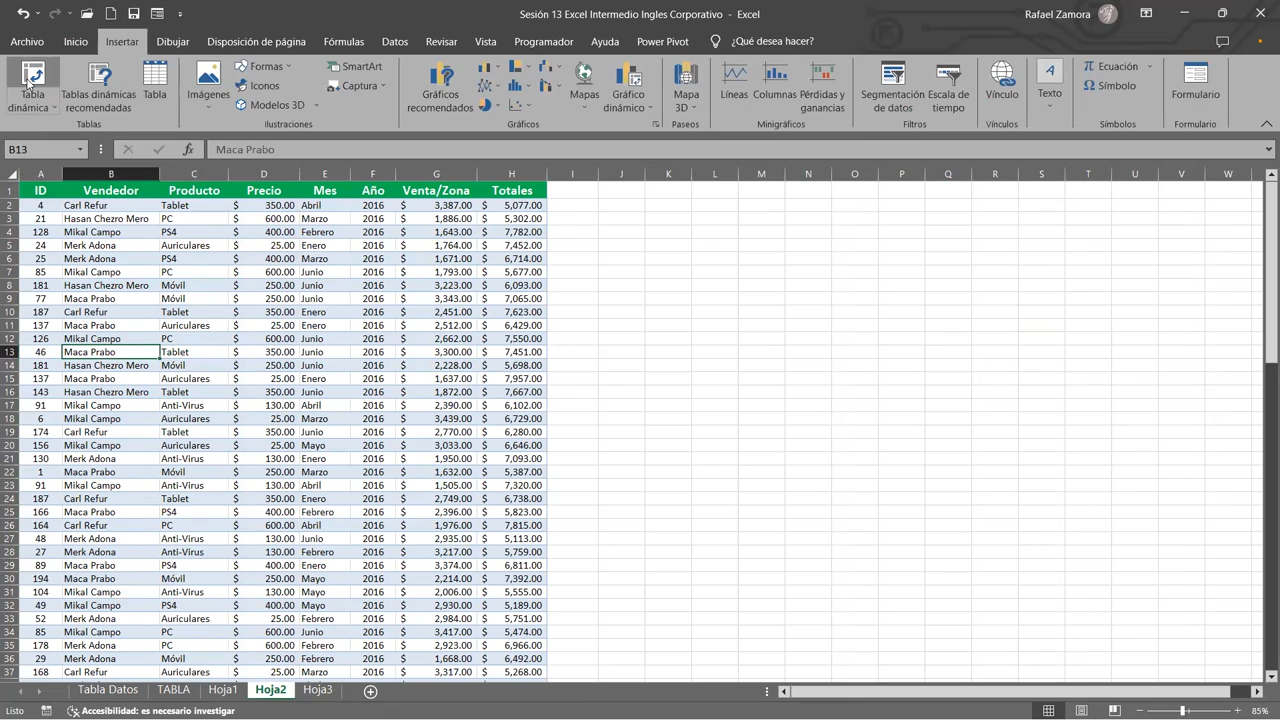 Sesión 13 Excel Intermedio Ingles Corporativo - Excel
Rafael Zamora
Archivo Inicio Insertar Dibujar Disposición de página Fórmulas Datos Revisar Vista Programador Ayuda Power Pivot ¿Qué desea hacer?
Tabla dinámica
Tablas dinámicas recomendadas
Tabla
Tablas
Imágenes
Formas
Iconos
Modelos 3D
SmartArt
Captura
Ilustraciones
Gráficos recomendados
Mapas
Gráfico dinámico
Gráficos
Mapa 3D
Paseos
Líneas
Columnas
Pérdidas y ganancias
Minigráficos
Segmentación de datos
Escala de tiempo
Filtros
Vínculo
Vínculos
Texto
Ecuación
Símbolo
Símbolos
Formulario
Formulario
B13 fx Maca Prabo
A B C D E F G H I J K L M N O P Q R S T U V W
1 ID Vendedor Producto Precio Mes Año Venta/Zona Totales
2 4 Carl Refur Tablet $ 350.00 Abril 2016 $ 3,387.00 $ 5,077.00
3 21 Hasan Chezro Mero PC $ 600.00 Marzo 2016 $ 1,886.00 $ 5,302.00
4 128 Mikal Campo PS4 $ 400.00 Febrero 2016 $ 1,643.00 $ 7,782.00
5 24 Merk Adona Auriculares $ 25.00 Enero 2016 $ 1,764.00 $ 7,452.00
6 25 Merk Adona PS4 $ 400.00 Enero 2016 $ 1,671.00 $ 6,714.00
7 85 Mikal Campo PC $ 600.00 Junio 2016 $ 1,793.00 $ 5,677.00
8 181 Hasan Chezro Mero Móvil $ 250.00 Junio 2016 $ 3,223.00 $ 6,093.00
9 77 Maca Prabo Móvil $ 250.00 Junio 2016 $ 3,343.00 $ 7,065.00
10 187 Carl Refur Tablet $ 350.00 Enero 2016 $ 2,451.00 $ 7,623.00
11 137 Maca Prabo Auriculares $ 25.00 Enero 2016 $ 2,512.00 $ 6,429.00
12 126 Mikal Campo PC $ 600.00 Junio 2016 $ 2,662.00 $ 7,550.00
13 46 Maca Prabo Tablet $ 350.00 Junio 2016 $ 3,300.00 $ 7,451.00
14 181 Hasan Chezro Mero Móvil $ 250.00 Junio 2016 $ 2,228.00 $ 5,698.00
15 137 Maca Prabo Auriculares $ 25.00 Enero 2016 $ 1,637.00 $ 7,957.00
16 143 Hasan Chezro Mero Tablet $ 350.00 Junio 2016 $ 1,872.00 $ 7,667.00
17 91 Mikal Campo Anti-Virus $ 130.00 Abril 2016 $ 2,390.00 $ 6,102.00
18 6 Mikal Campo Auriculares $ 25.00 Marzo 2016 $ 3,439.00 $ 6,729.00
19 174 Carl Refur Tablet $ 350.00 Junio 2016 $ 2,770.00 $ 6,280.00
20 156 Mikal Campo Auriculares $ 25.00 Mayo 2016 $ 3,033.00 $ 6,646.00
21 130 Merk Adona Anti-Virus $ 130.00 Enero 2016 $ 1,950.00 $ 7,093.00
22 1 Maca Prabo Móvil $ 250.00 Marzo 2016 $ 1,632.00 $ 5,387.00
23 91 Mikal Campo Anti-Virus $ 130.00 Abril 2016 $ 1,505.00 $ 7,320.00
24 187 Carl Refur Tablet $ 350.00 Enero 2016 $ 2,749.00 $ 6,738.00
25 166 Maca Prabo PS4 $ 400.00 Febrero 2016 $ 2,396.00 $ 5,823.00
26 164 Carl Refur PC $ 600.00 Abril 2016 $ 1,976.00 $ 7,815.00
27 48 Merk Adona Anti-Virus $ 130.00 Junio 2016 $ 2,935.00 $ 5,113.00
28 27 Merk Adona Anti-Virus $ 130.00 Febrero 2016 $ 3,217.00 $ 5,759.00
29 89 Maca Prabo PS4 $ 400.00 Enero 2016 $ 3,374.00 $ 6,811.00
30 194 Maca Prabo Móvil $ 250.00 Mayo 2016 $ 2,214.00 $ 7,392.00
31 104 Mikal Campo Anti-Virus $ 130.00 Mayo 2016 $ 2,006.00 $ 5,555.00
32 49 Mikal Campo PS4 $ 400.00 Mayo 2016 $ 2,930.00 $ 5,189.00
33 52 Merk Adona Auriculares $ 25.00 Febrero 2016 $ 2,984.00 $ 5,751.00
34 85 Mikal Campo PC $ 600.00 Junio 2016 $ 3,417.00 $ 5,474.00
35 178 Merk Adona PC $ 600.00 Febrero 2016 $ 2,923.00 $ 6,966.00
36 29 Merk Adona Móvil $ 250.00 Febrero 2016 $ 1,668.00 $ 6,492.00
37 168 Carl Refur Auriculares $ 25.00 Marzo 2016 $ 3,317.00 $ 5,268.00
Tabla Datos TABLA Hoja1 Hoja2 Hoja3
Listo Accesibilidad: es necesario investigar 85%